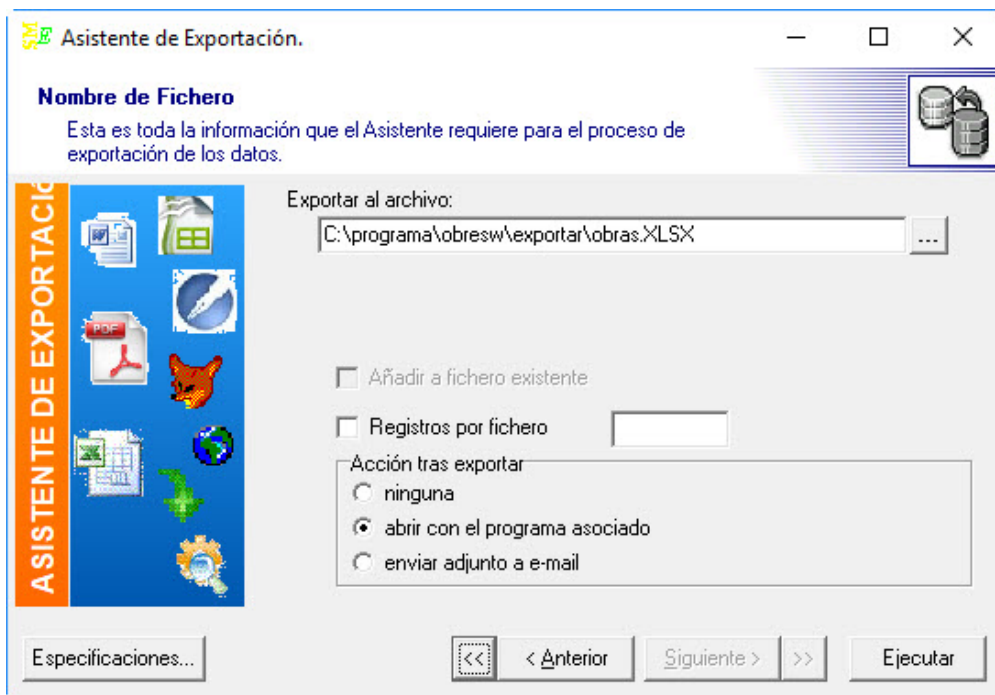 Asistente de Exportación.
Nombre de Fichero
Esta es toda la información que el Asistente requiere para el proceso de
exportación de los datos.
ASISTENTE DE EXPORTACIÓ
PDF
Exportar al archivo:
C:\programa\obresw\exportar\obras.XLSX
...
Añadir a fichero existente
Registros por fichero
Acción tras exportar
ninguna
abrir con el programa asociado
enviar adjunto a e-mail
Especificaciones...
<<
< Anterior
Siguiente >
>>
Ejecutar